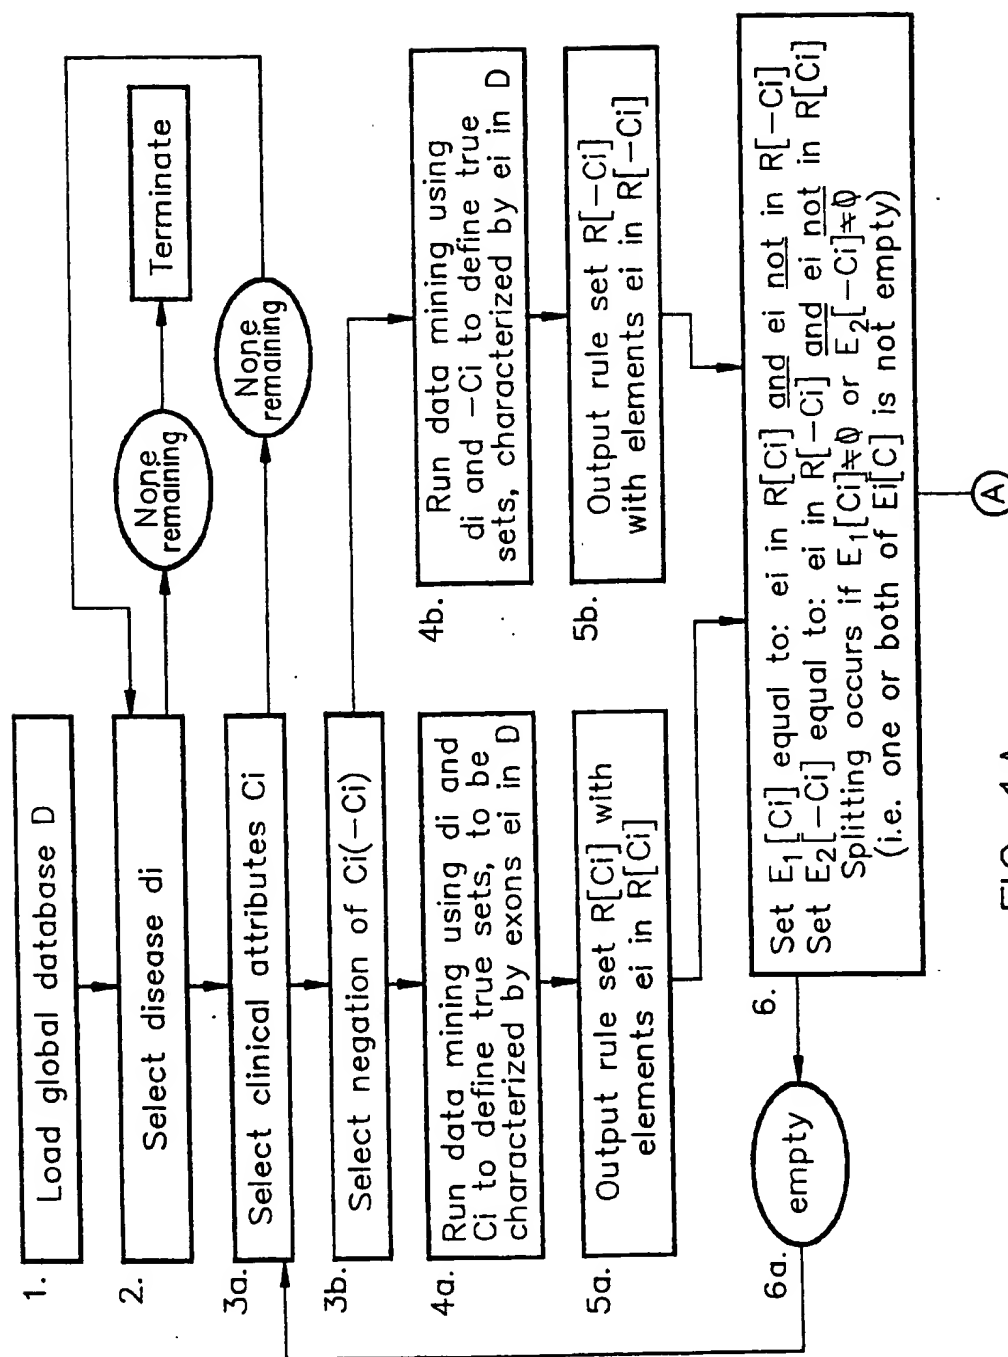 1.
Load global database D
2.
Select disease di
None
remaining
Terminate
3a.
Select clinical attributes Ci
None
remaining
3b.
Select negation of Ci(−Ci)
4a.
Run data mining using di and
Ci to define true sets, to be
characterized by exons ei in D
4b.
Run data mining using
di and −Ci to define true
sets, characterized by ei in D
5a.
Output rule set R[Ci] with
elements ei in R[Ci]
5b.
Output rule set R[−Ci]
with elements ei in R[−Ci]
6.
Set E₁[Ci] equal to: ei in R[Ci] and ei not in R[−Ci]
Set E₂[−Ci] equal to: ei in R[−Ci] and ei not in R[Ci]
Splitting occurs if E₁[Ci]≠∅ or E₂[−Ci]≠∅
(i.e. one or both of Ei[C] is not empty)
6a.
empty
A